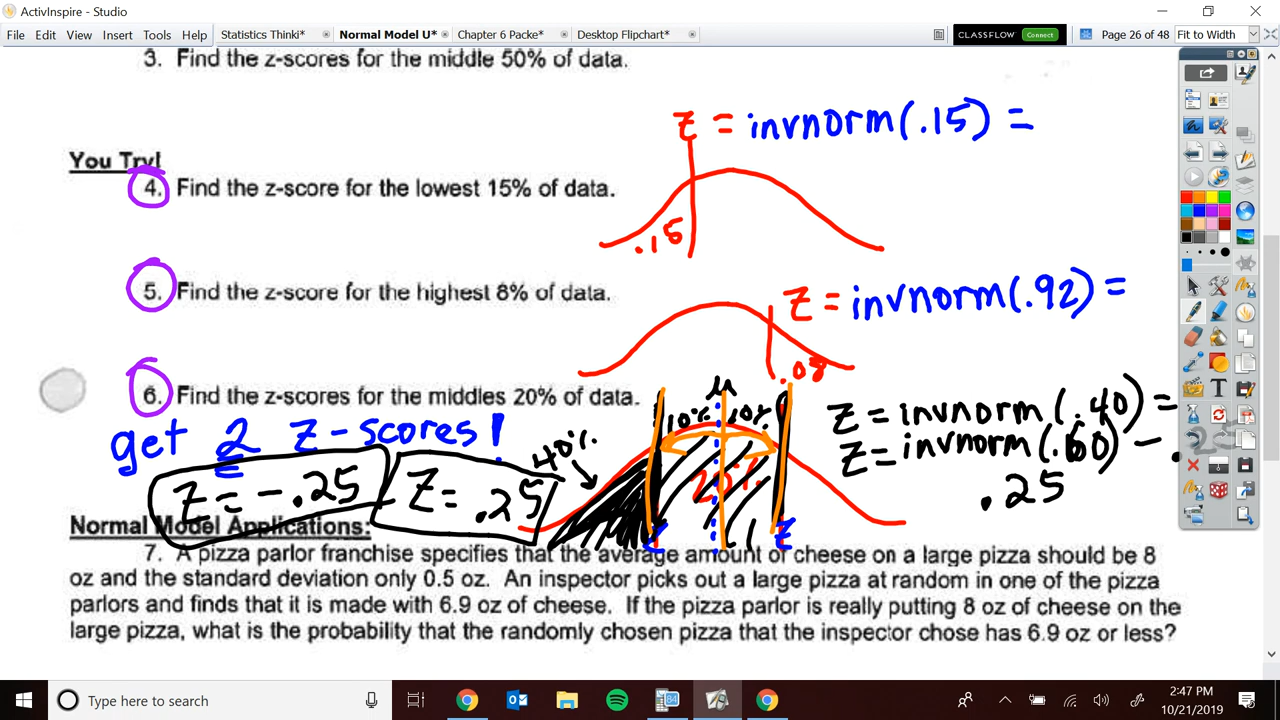 ActivInspire - Studio
File Edit View Insert Tools Help
Statistics Thinki* Normal Model U* Chapter 6 Packe* Desktop Flipchart*
CLASSFLOW Connect
Page 26 of 48 Fit to Width
3. Find the z-scores for the middle 50% of data.
z = invnorm(.15) =
You Try!
4. Find the z-score for the lowest 15% of data.
.15
5. Find the z-score for the highest 8% of data.
z = invnorm(.92) =
.08
6. Find the z-scores for the middles 20% of data.
μ
10% 10%
z = invnorm(.40) =
get 2 z-scores!
z = invnorm(.60) - .25
40%
20%
z = -.25
z = .25
.25
z z
Normal Model Applications:
7. A pizza parlor franchise specifies that the average amount of cheese on a large pizza should be 8
oz and the standard deviation only 0.5 oz. An inspector picks out a large pizza at random in one of the pizza
parlors and finds that it is made with 6.9 oz of cheese. If the pizza parlor is really putting 8 oz of cheese on the
large pizza, what is the probability that the randomly chosen pizza that the inspector chose has 6.9 oz or less?
Type here to search
2:47 PM
10/21/2019